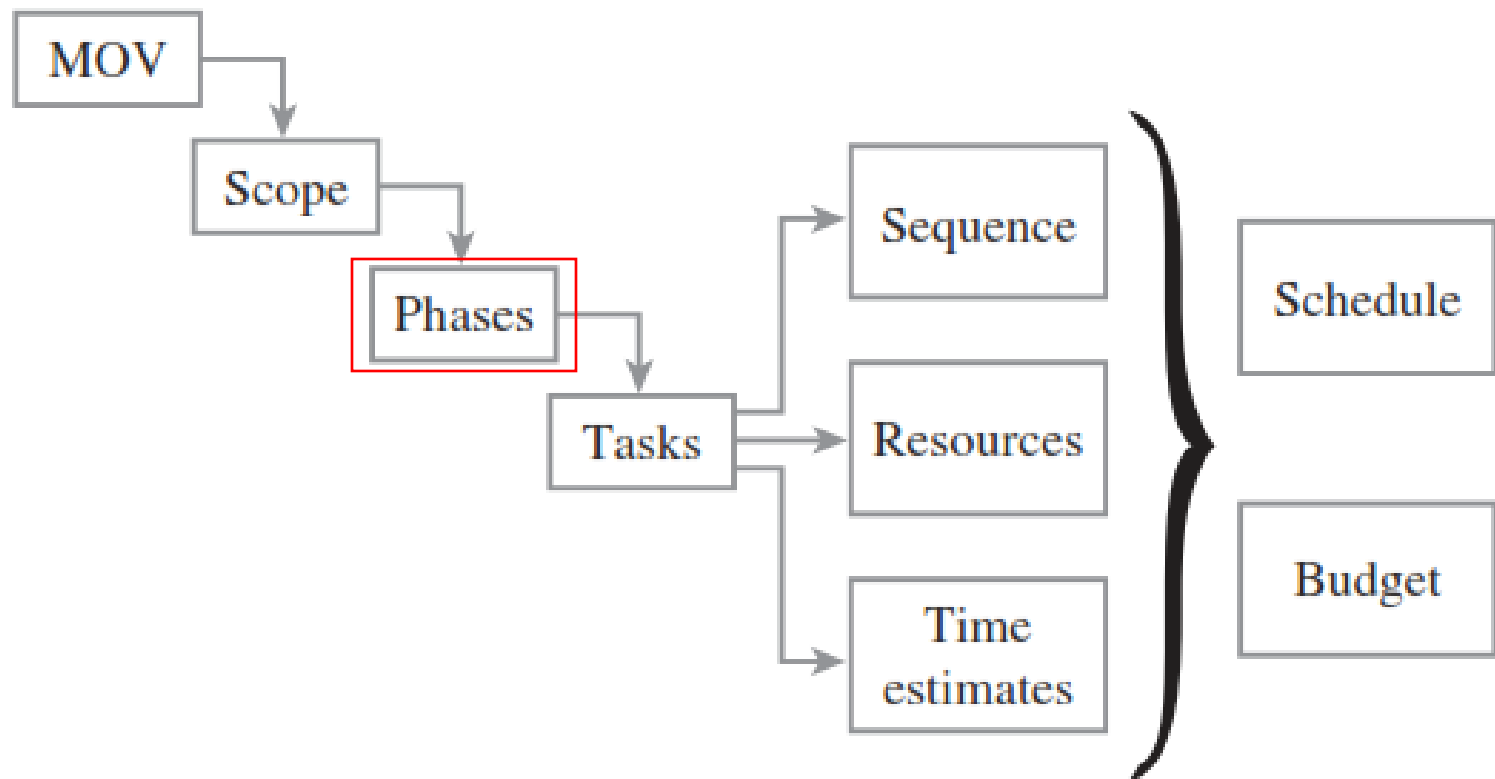 MOV
Scope
Phases
Tasks
Sequence
Resources
Time
estimates
Schedule
Budget